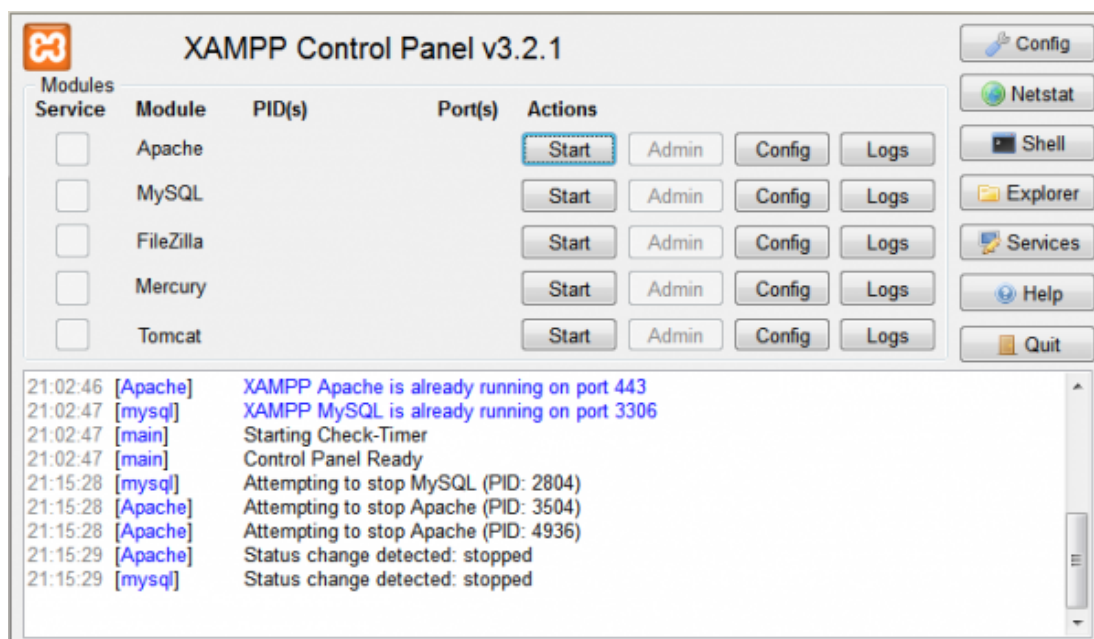 XAMPP Control Panel v3.2.1
Config
Modules
Service Module PID(s) Port(s) Actions
Netstat
Apache Start Admin Config Logs
Shell
MySQL Start Admin Config Logs
Explorer
FileZilla Start Admin Config Logs
Services
Mercury Start Admin Config Logs
Help
Tomcat Start Admin Config Logs
Quit
21:02:46 [Apache] XAMPP Apache is already running on port 443
21:02:47 [mysql] XAMPP MySQL is already running on port 3306
21:02:47 [main] Starting Check-Timer
21:02:47 [main] Control Panel Ready
21:15:28 [mysql] Attempting to stop MySQL (PID: 2804)
21:15:28 [Apache] Attempting to stop Apache (PID: 3504)
21:15:28 [Apache] Attempting to stop Apache (PID: 4936)
21:15:29 [Apache] Status change detected: stopped
21:15:29 [mysql] Status change detected: stopped